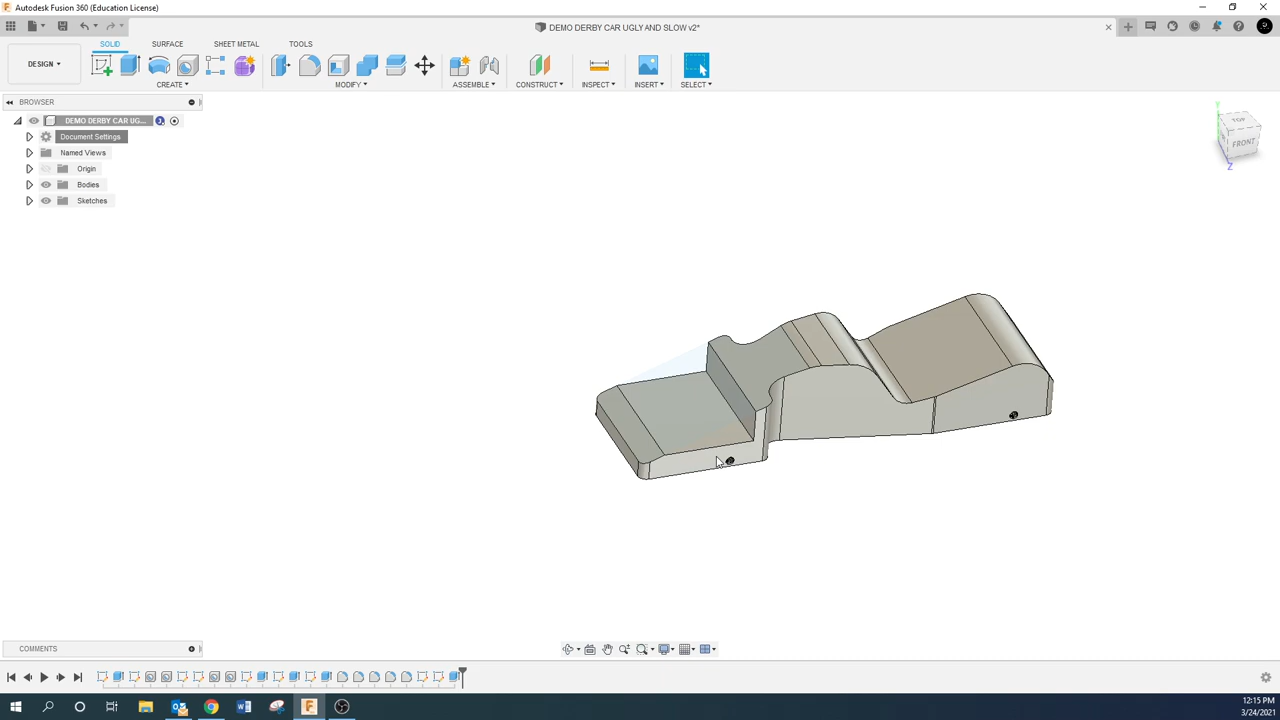 Autodesk Fusion 360 (Education License)
DEMO DERBY CAR UGLY AND SLOW v2*
SOLID SURFACE SHEET METAL TOOLS
DESIGN
CREATE MODIFY ASSEMBLE CONSTRUCT INSPECT INSERT SELECT
BROWSER
DEMO DERBY CAR UG...
Document Settings
Named Views
Origin
Bodies
Sketches
TOP
FRONT
Y
Z
COMMENTS
12:15 PM
3/24/2021